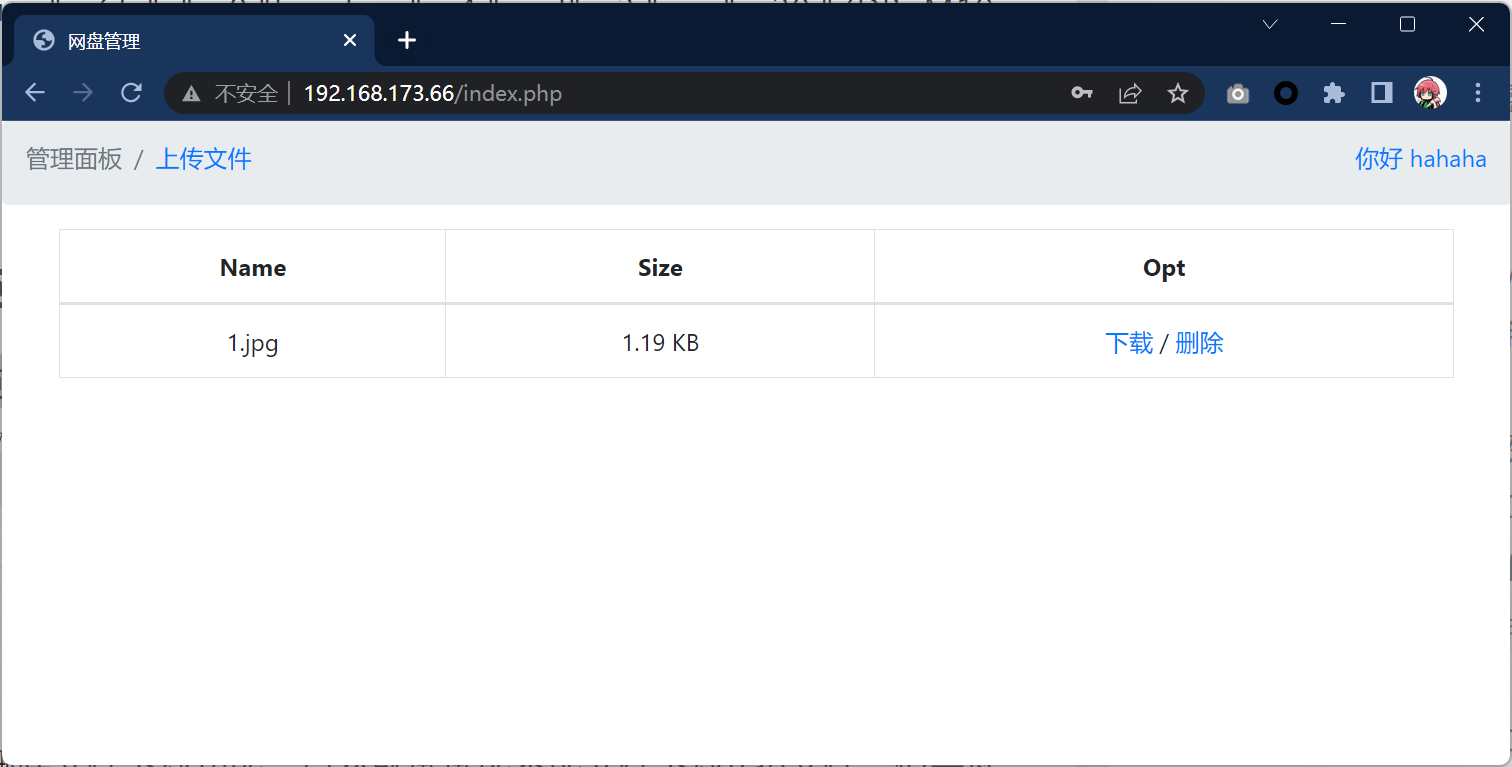 网盘管理
不安全 192.168.173.66/index.php
管理面板 / 上传文件 你好 hahaha
Name Size Opt
1.jpg 1.19 KB 下载 / 删除